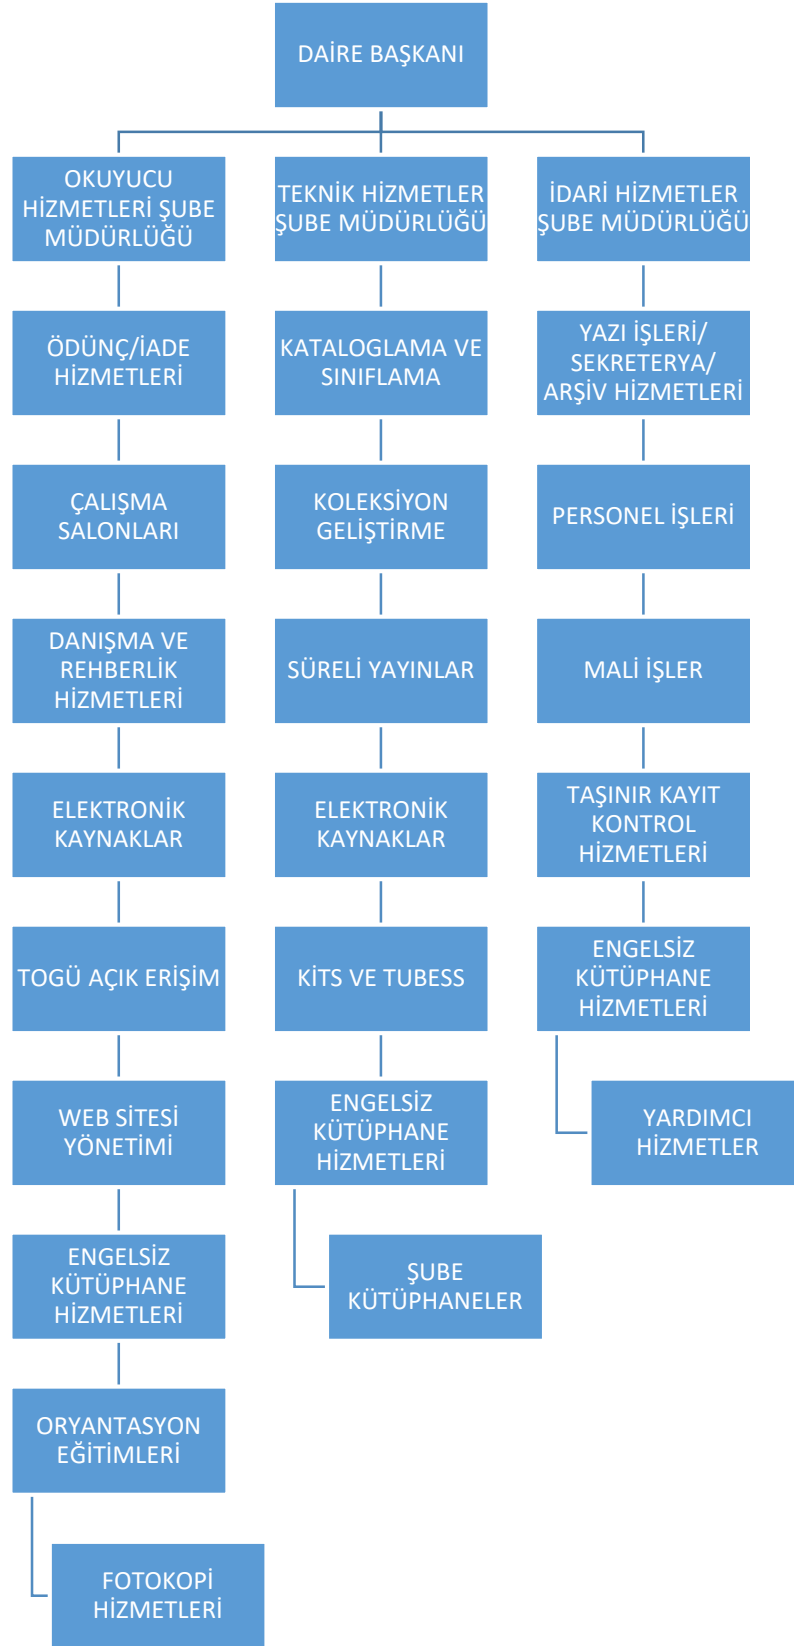 DAİRE BAŞKANI
OKUYUCU
HİZMETLERİ ŞUBE
MÜDÜRLÜĞÜ
ÖDÜNÇ/İADE
HİZMETLERİ
ÇALIŞMA
SALONLARI
DANIŞMA VE
REHBERLİK
HİZMETLERİ
ELEKTRONİK
KAYNAKLAR
TOGÜ AÇIK ERİŞİM
WEB SİTESİ
YÖNETİMİ
ENGELSİZ
KÜTÜPHANE
HİZMETLERİ
ORYANTASYON
EĞİTİMLERİ
FOTOKOPİ
HİZMETLERİ
TEKNİK HİZMETLER
ŞUBE MÜDÜRLÜĞÜ
KATALOGLAMA VE
SINIFLAMA
KOLEKSİYON
GELİŞTİRME
SÜRELİ YAYINLAR
ELEKTRONİK
KAYNAKLAR
KİTS VE TUBESS
ENGELSİZ
KÜTÜPHANE
HİZMETLERİ
ŞUBE
KÜTÜPHANELER
İDARİ HİZMETLER
ŞUBE MÜDÜRLÜĞÜ
YAZI İŞLERİ/
SEKRETERYA/
ARŞİV HİZMETLERİ
PERSONEL İŞLERİ
MALİ İŞLER
TAŞINIR KAYIT
KONTROL
HİZMETLERİ
ENGELSİZ
KÜTÜPHANE
HİZMETLERİ
YARDIMCI
HİZMETLER